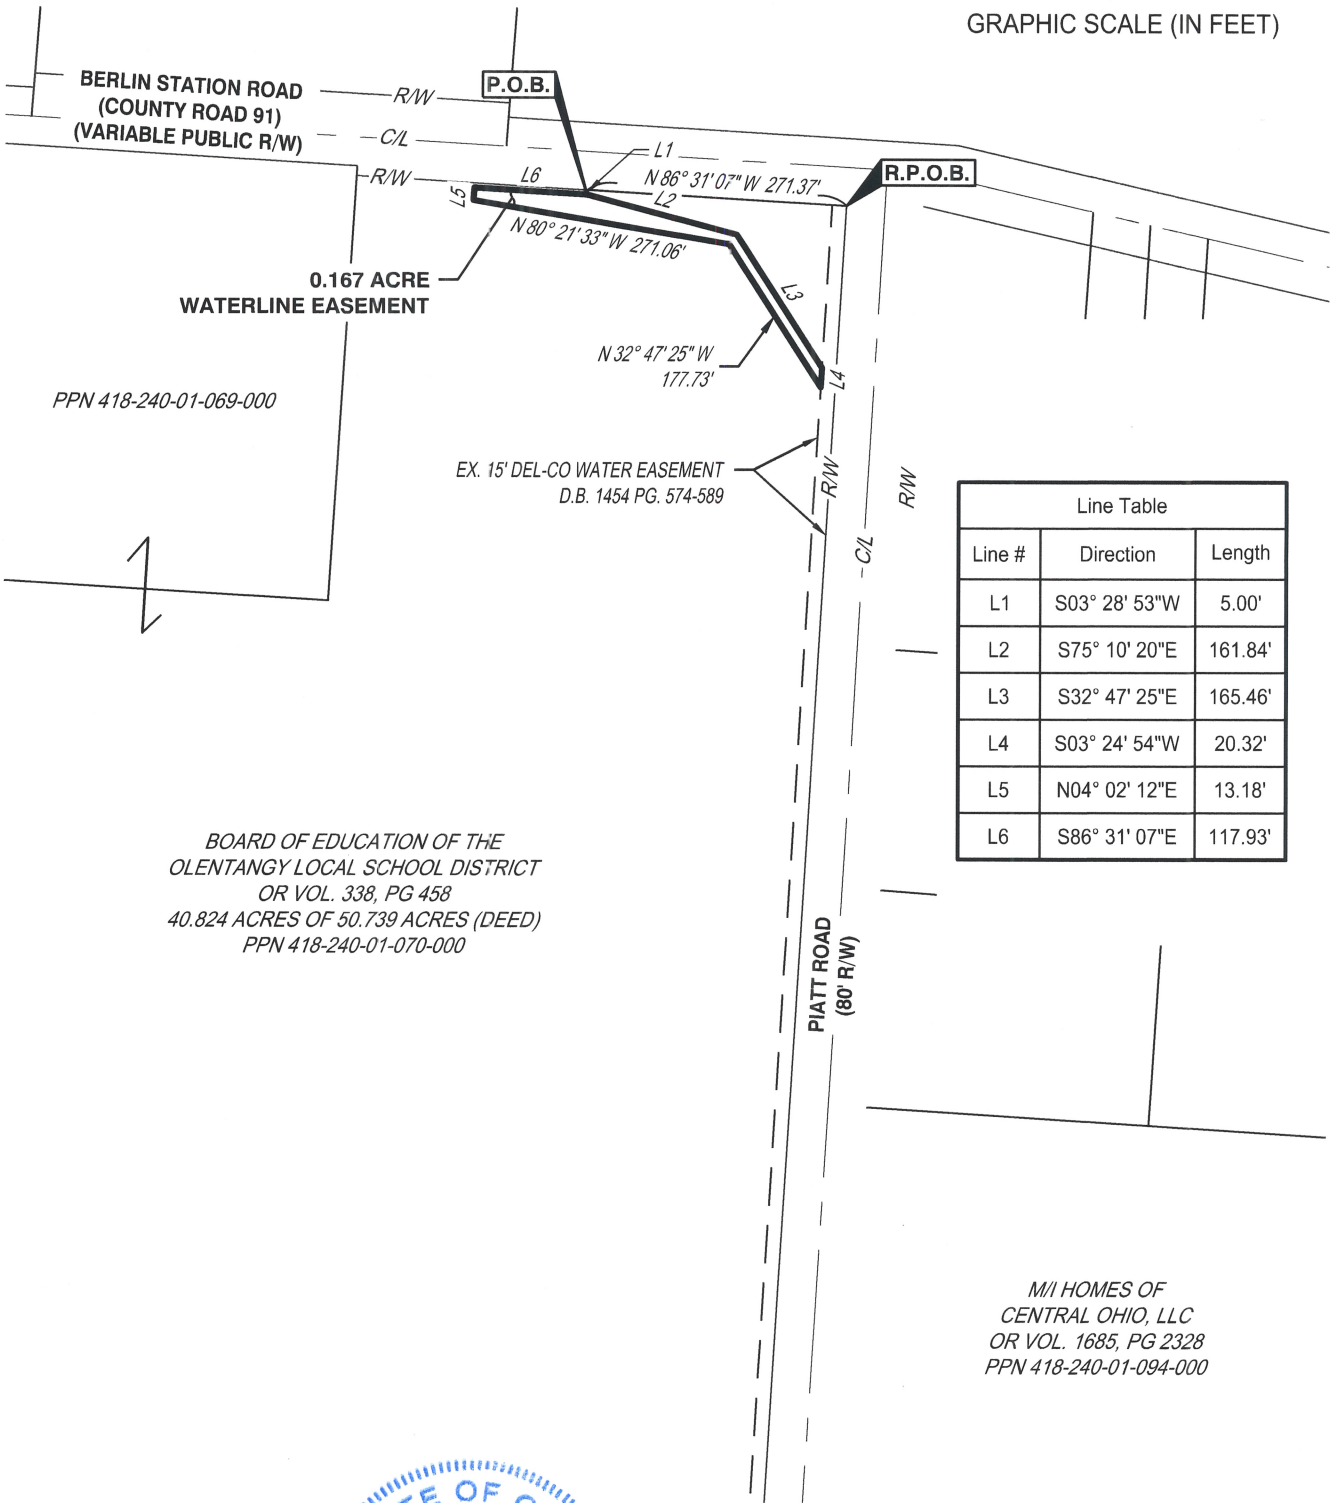 GRAPHIC SCALE (IN FEET)
BERLIN STATION ROAD
(COUNTY ROAD 91)
(VARIABLE PUBLIC R/W)
R/W
C/L
R/W
P.O.B.
L1
N 86° 31' 07" W 271.37'
R.P.O.B.
L6
L5
L2
N 80° 21' 33" W 271.06'
0.167 ACRE
WATERLINE EASEMENT
L3
N 32° 47' 25" W
177.73'
L4
PPN 418-240-01-069-000
EX. 15' DEL-CO WATER EASEMENT
D.B. 1454 PG. 574-589
R/W
C/L
R/W
Line Table
Line # Direction Length
L1 S03° 28' 53"W 5.00'
L2 S75° 10' 20"E 161.84'
L3 S32° 47' 25"E 165.46'
L4 S03° 24' 54"W 20.32'
L5 N04° 02' 12"E 13.18'
L6 S86° 31' 07"E 117.93'
BOARD OF EDUCATION OF THE
OLENTANGY LOCAL SCHOOL DISTRICT
OR VOL. 338, PG 458
40.824 ACRES OF 50.739 ACRES (DEED)
PPN 418-240-01-070-000
PIATT ROAD
(80' R/W)
M/I HOMES OF
CENTRAL OHIO, LLC
OR VOL. 1685, PG 2328
PPN 418-240-01-094-000
OF